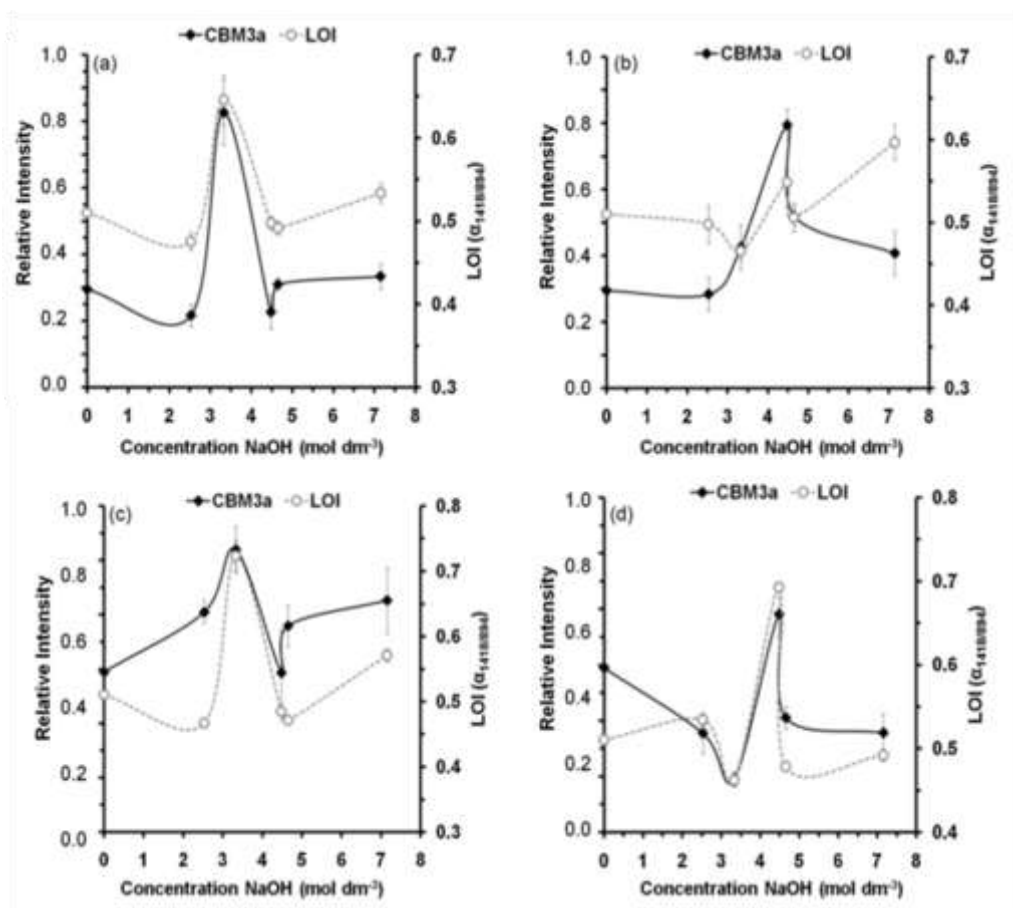 CBM3a LOI
(a)
Relative Intensity
1.0
0.8
0.6
0.4
0.2
0.0
0.7
0.6
0.5
0.4
0.3
LOI (α1418/894)
0 1 2 3 4 5 6 7 8
Concentration NaOH (mol dm-3)
CBM3a LOI
(b)
Relative Intensity
1.0
0.8
0.6
0.4
0.2
0.0
0.7
0.6
0.5
0.4
0.3
LOI (α1418/894)
0 1 2 3 4 5 6 7 8
Concentration NaOH (mol dm-3)
CBM3a LOI
(c)
Relative Intensity
1.0
0.8
0.6
0.4
0.2
0.0
0.8
0.7
0.6
0.5
0.4
0.3
LOI (α1418/894)
0 1 2 3 4 5 6 7 8
Concentration NaOH (mol dm-3)
CBM3a LOI
(d)
Relative Intensity
1.0
0.8
0.6
0.4
0.2
0.0
0.8
0.7
0.6
0.5
0.4
LOI (α1418/894)
0 1 2 3 4 5 6 7 8
Concentration NaOH (mol dm-3)